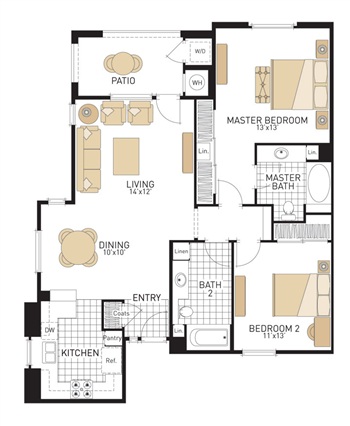 W/D
PATIO
WH
MASTER BEDROOM
13'x13'
Lin.
Lin.
MASTER
BATH
LIVING
14'x12'
DINING
10'x10'
Linen
BATH
2
ENTRY
Coats
DW
Pantry
KITCHEN
Ref.
Lin.
BEDROOM 2
11'x13'